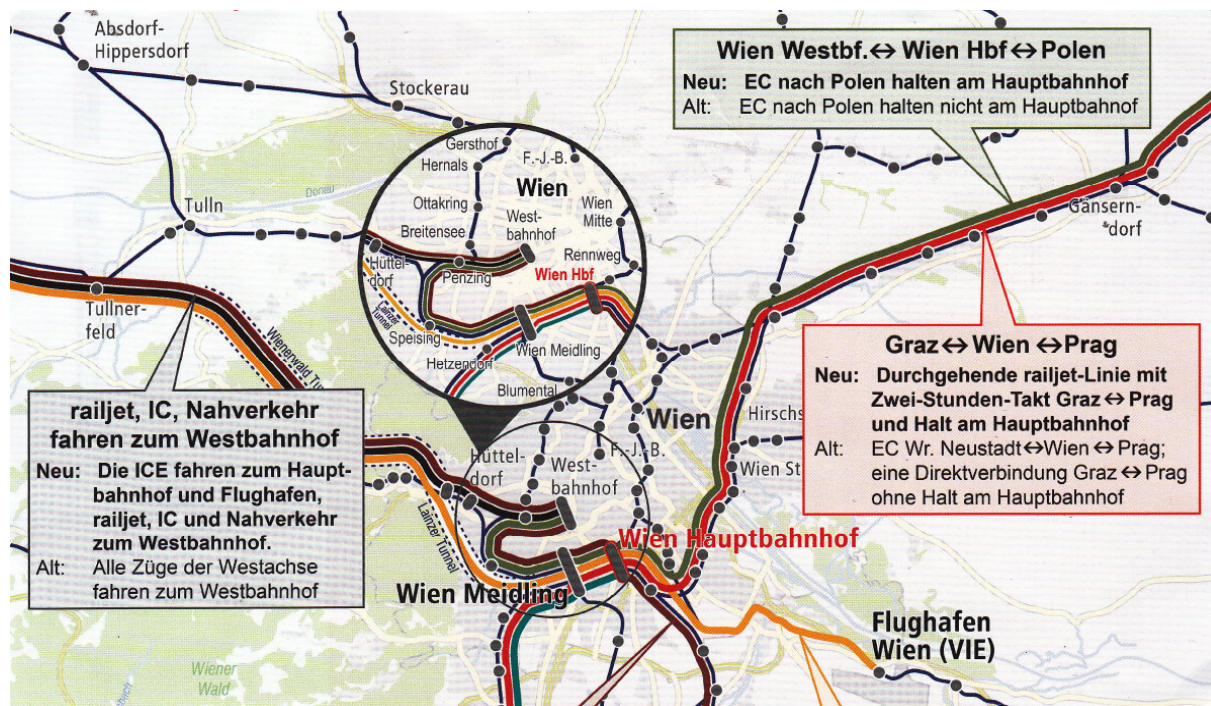 Absdorf-
Hippersdorf
Stockerau
Wien Westbf.↔Wien Hbf↔Polen
Neu: EC nach Polen halten am Hauptbahnhof
Alt: EC nach Polen halten nicht am Hauptbahnhof
Gersthof
Hernals
F.-J.-B.
Wien
Ottakring
Wien
Mitte
West-
bahnhof
Breitensee
Rennweg
Hüttel-
dorf
Penzing
Wien Hbf
Lainzer
Tunnel
Speising
Wien Meidling
Hetzendorf
Blumental
Donau
Tulln
Tullner-
feld
Wienerwald
Gänsern-
dorf
railjet, IC, Nahverkehr
fahren zum Westbahnhof
Neu: Die ICE fahren zum Haupt-
bahnhof und Flughafen,
railjet, IC und Nahverkehr
zum Westbahnhof.
Alt: Alle Züge der Westachse
fahren zum Westbahnhof
Graz↔Wien↔Prag
Neu: Durchgehende railjet-Linie mit
Zwei-Stunden-Takt Graz↔Prag
und Halt am Hauptbahnhof
Alt: EC Wr. Neustadt↔Wien↔Prag;
eine Direktverbindung Graz↔Prag
ohne Halt am Hauptbahnhof
Wien
Hirschs
Wien St
F.-J.-B.
Hüttel-
dorf
West-
bahnhof
Lainzer Tunnel
Wien Hauptbahnhof
Wien Meidling
Flughafen
Wien (VIE)
Wiener
Wald